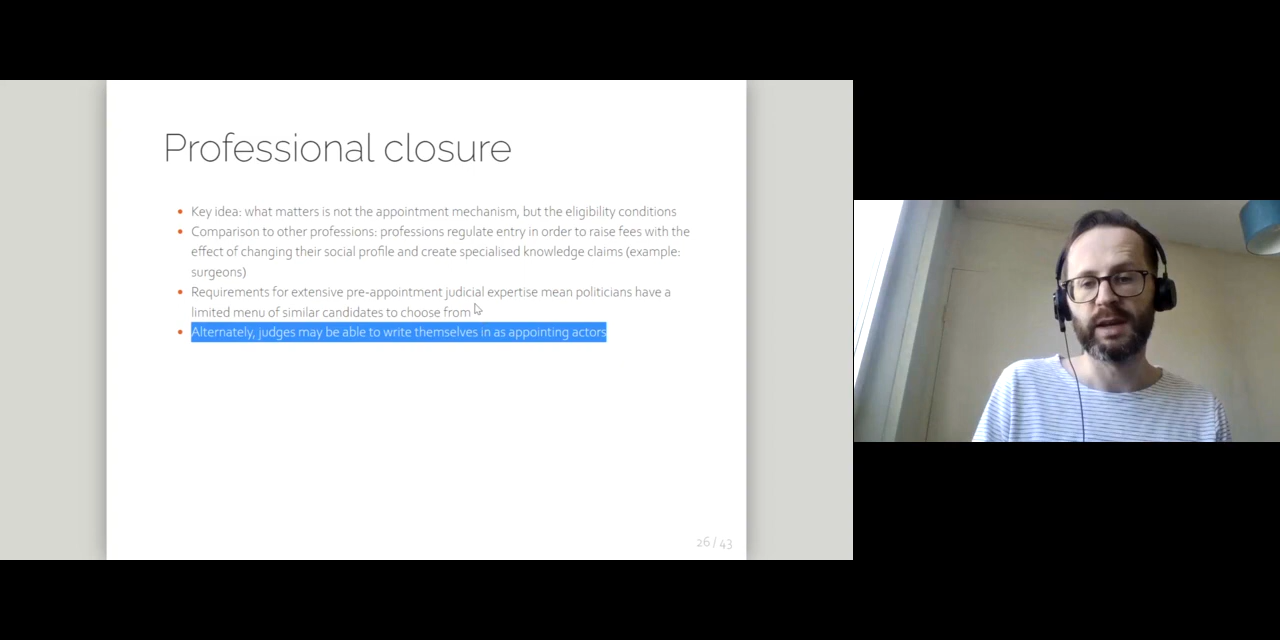 Professional closure
• Key idea: what matters is not the appointment mechanism, but the eligibility conditions
• Comparison to other professions: professions regulate entry in order to raise fees with the
effect of changing their social profile and create specialised knowledge claims (example:
surgeons)
• Requirements for extensive pre-appointment judicial expertise mean politicians have a
limited menu of similar candidates to choose from
• Alternately, judges may be able to write themselves in as appointing actors
26 / 43